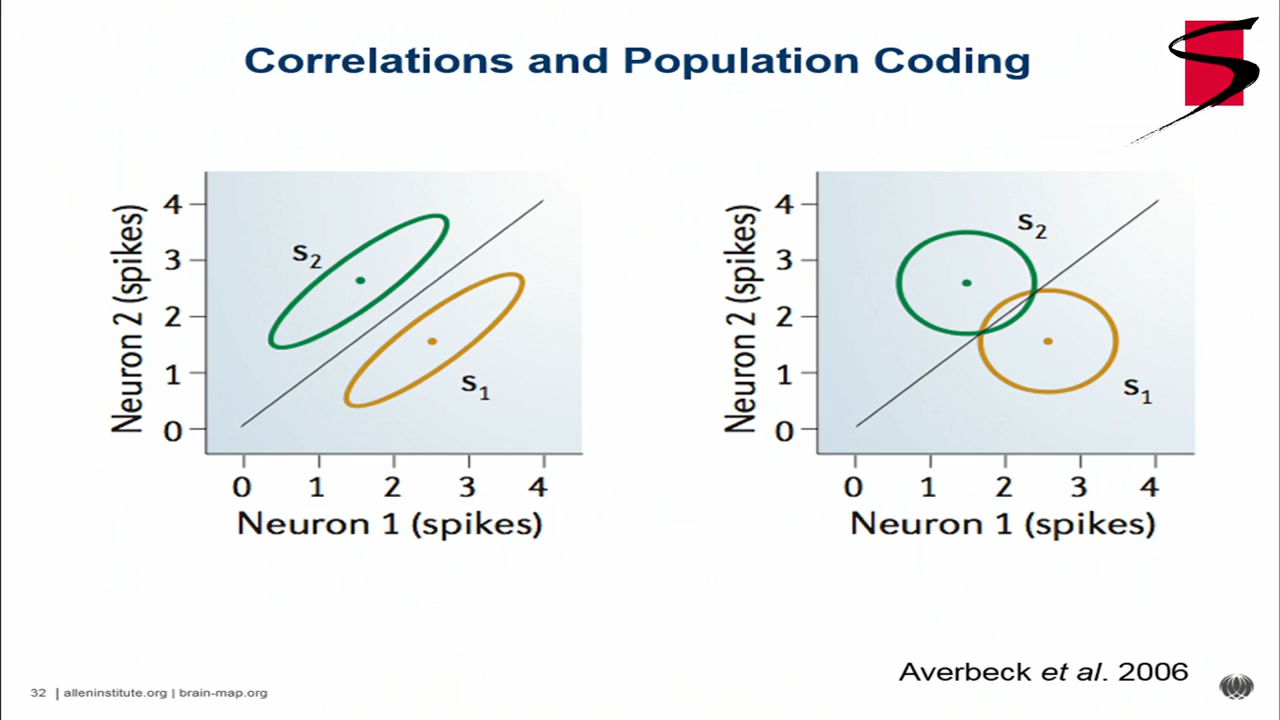 Correlations and Population Coding
Neuron 2 (spikes)
4
3
2
1
0
s2
s1
0 1 2 3 4
Neuron 1 (spikes)
Neuron 2 (spikes)
4
3
2
1
0
s2
s1
0 1 2 3 4
Neuron 1 (spikes)
Averbeck et al. 2006
32 | alleninstitute.org | brain-map.org